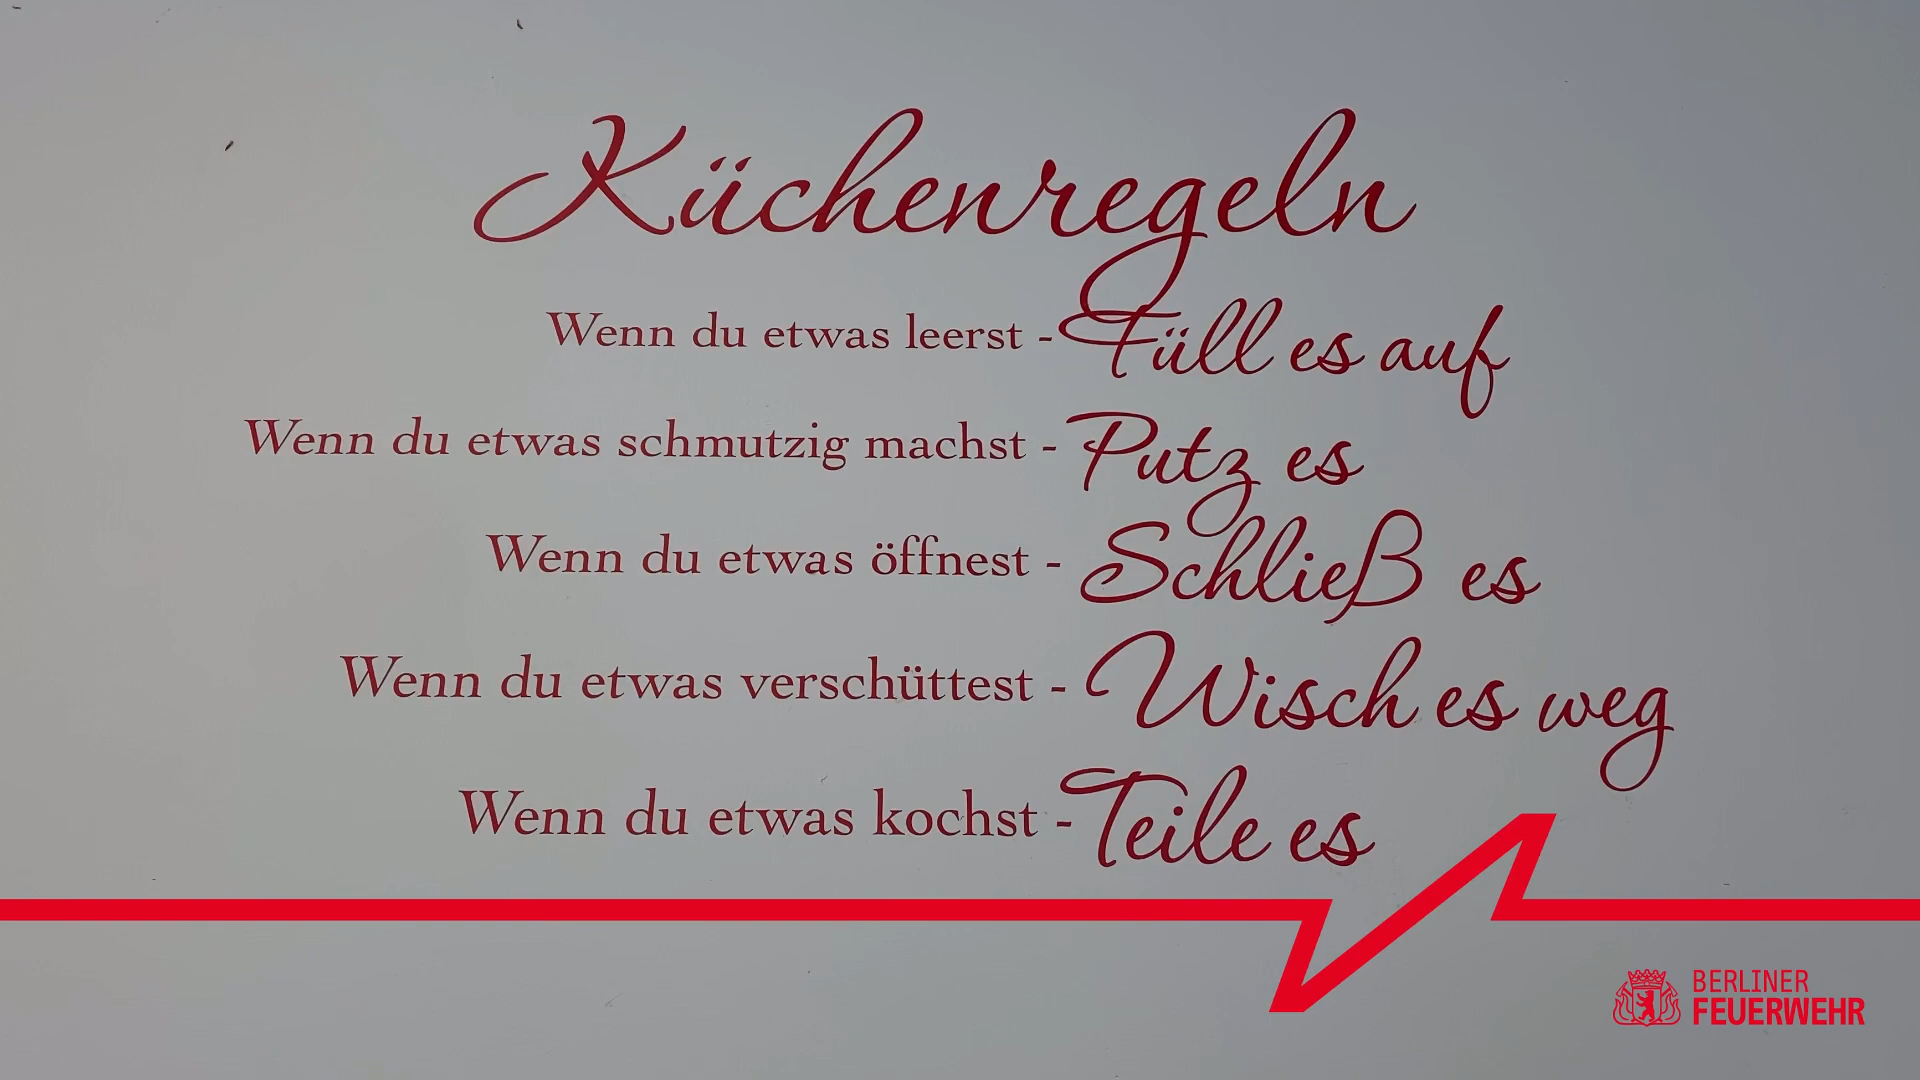 Küchenregeln
Wenn du etwas leerst - Füll es auf
Wenn du etwas schmutzig machst - Putz es
Wenn du etwas öffnest - Schließ es
Wenn du etwas verschüttest - Wisch es weg
Wenn du etwas kochst - Teile es
BERLINER
FEUERWEHR